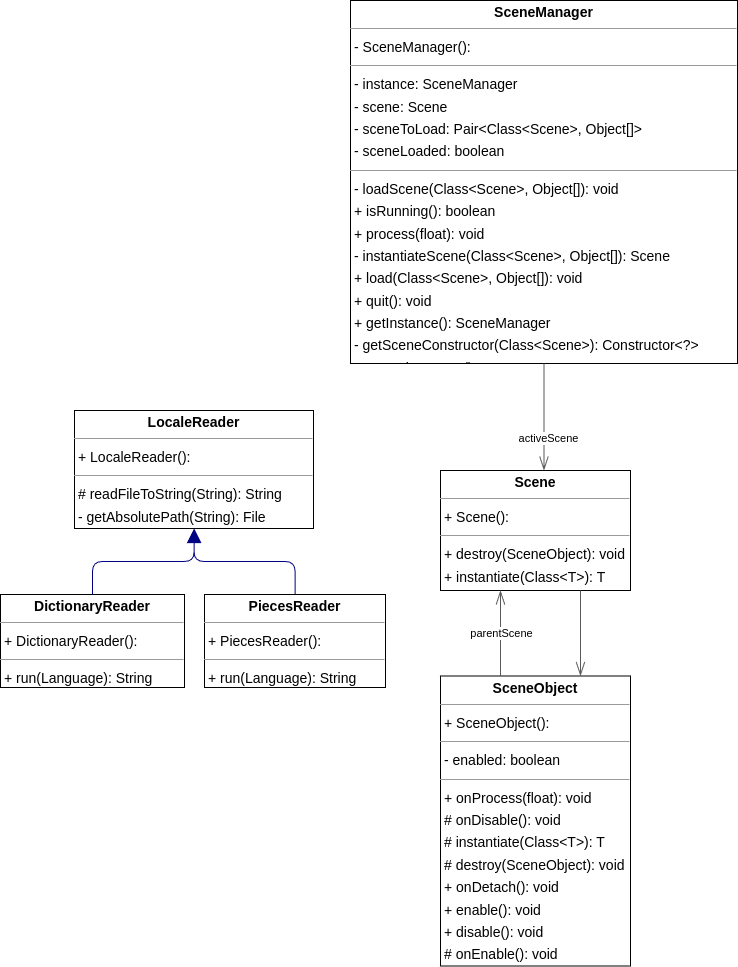 SceneManager
- SceneManager():
- instance: SceneManager
- scene: Scene
- sceneToLoad: Pair<Class<Scene>, Object[]>
- sceneLoaded: boolean
- loadScene(Class<Scene>, Object[]): void
+ isRunning(): boolean
+ process(float): void
- instantiateScene(Class<Scene>, Object[]): Scene
+ load(Class<Scene>, Object[]): void
+ quit(): void
+ getInstance(): SceneManager
- getSceneConstructor(Class<Scene>): Constructor<?>
activeScene
LocaleReader
+ LocaleReader():
# readFileToString(String): String
- getAbsolutePath(String): File
DictionaryReader
+ DictionaryReader():
+ run(Language): String
PiecesReader
+ PiecesReader():
+ run(Language): String
Scene
+ Scene():
+ destroy(SceneObject): void
+ instantiate(Class<T>): T
parentScene
SceneObject
+ SceneObject():
- enabled: boolean
+ onProcess(float): void
# onDisable(): void
# instantiate(Class<T>): T
# destroy(SceneObject): void
+ onDetach(): void
+ enable(): void
+ disable(): void
# onEnable(): void